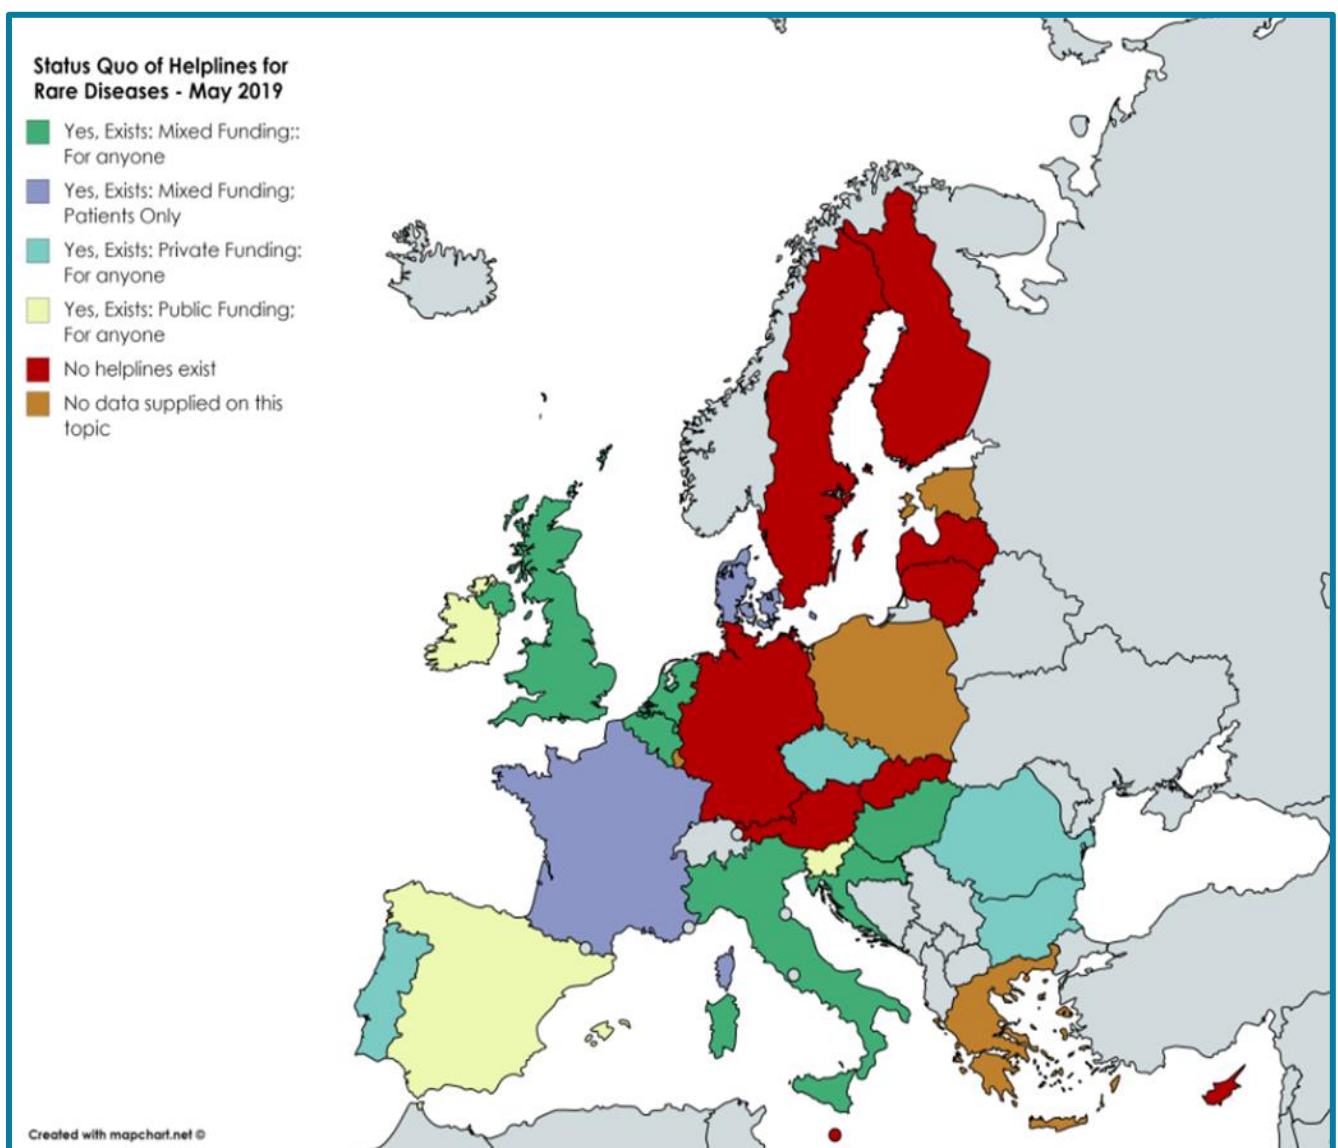 Status Quo of Helplines for
Rare Diseases - May 2019
Yes, Exists: Mixed Funding::
For anyone
Yes, Exists: Mixed Funding;
Patients Only
Yes, Exists: Private Funding:
For anyone
Yes, Exists: Public Funding;
For anyone
No helplines exist
No data supplied on this
topic
Created with mapchart.net ©